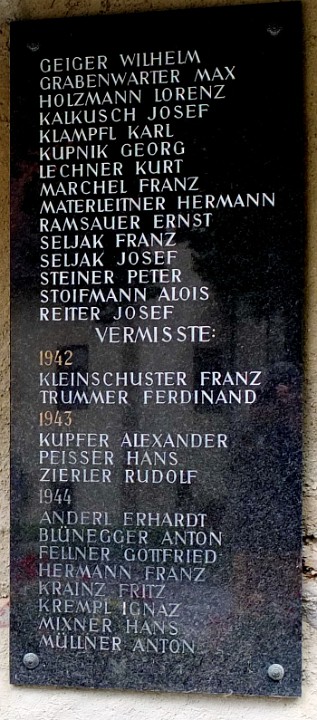 GEIGER WILHELM
GRABENWARTER MAX
HOLZMANN LORENZ
KALKUSCH JOSEF
KLAMPFL KARL
KUPNIK GEORG
LECHNER KURT
MARCHEL FRANZ
MATERLEITNER HERMANN
RAMSAUER ERNST
SELJAK FRANZ
SELJAK JOSEF
STEINER PETER
STOIFMANN ALOIS
REITER JOSEF
VERMISSTE:
1942
KLEINSCHUSTER FRANZ
TRUMMER FERDINAND
1943
KUPFER ALEXANDER
PEISSER HANS
ZIERLER RUDOLF
1944
ANDERL ERHARDT
BLÜNEGGER ANTON
FELLNER GOTTFRIED
HERMANN FRANZ
KRAINZ FRITZ
KREMPL IGNAZ
MIXNER HANS
MÜLLNER ANTON